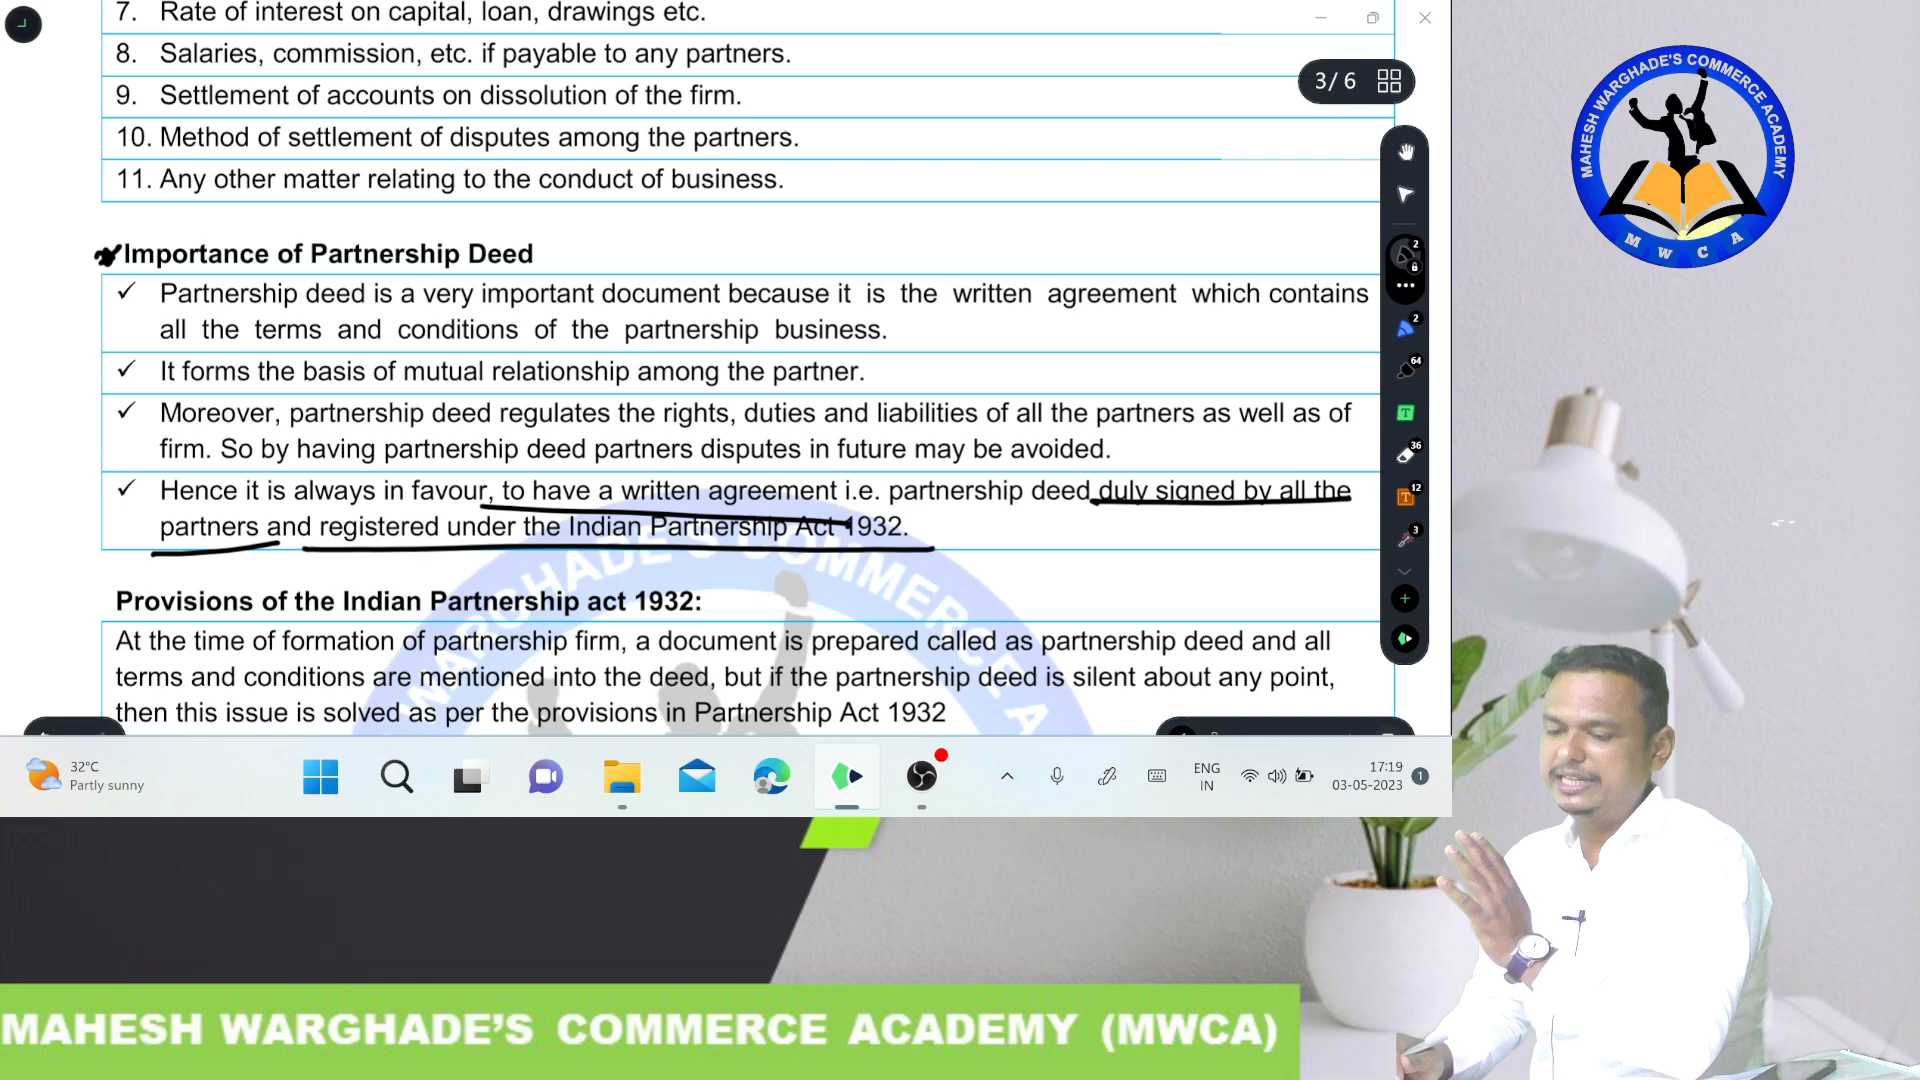 7. Rate of interest on capital, loan, drawings etc.
8. Salaries, commission, etc. if payable to any partners.
9. Settlement of accounts on dissolution of the firm.
10. Method of settlement of disputes among the partners.
11. Any other matter relating to the conduct of business.
3/ 6
Importance of Partnership Deed
✓ Partnership deed is a very important document because it is the written agreement which contains
all the terms and conditions of the partnership business.
✓ It forms the basis of mutual relationship among the partner.
✓ Moreover, partnership deed regulates the rights, duties and liabilities of all the partners as well as of
firm. So by having partnership deed partners disputes in future may be avoided.
✓ Hence it is always in favour, to have a written agreement i.e. partnership deed duly signed by all the
partners and registered under the Indian Partnership Act 1932.
Provisions of the Indian Partnership act 1932:
At the time of formation of partnership firm, a document is prepared called as partnership deed and all
terms and conditions are mentioned into the deed, but if the partnership deed is silent about any point,
then this issue is solved as per the provisions in Partnership Act 1932
WARGHADE'S COMMERCE A
2
2
64
T
36
T 12
3
MAHESH WARGHADE'S COMMERCE ACADEMY
M W C A
32°C
Partly sunny
ENG
IN
17:19
03-05-2023
1
MAHESH WARGHADE'S COMMERCE ACADEMY (MWCA)